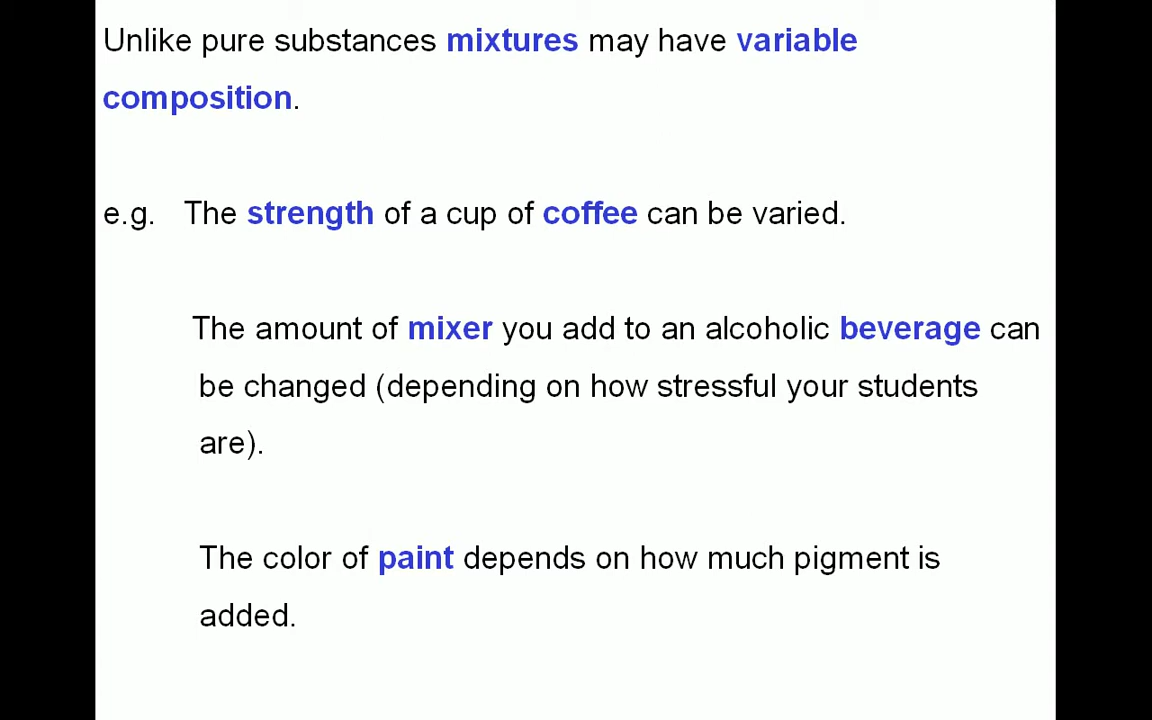 Unlike pure substances mixtures may have variable
composition.
e.g. The strength of a cup of coffee can be varied.
The amount of mixer you add to an alcoholic beverage can
be changed (depending on how stressful your students
are).
The color of paint depends on how much pigment is
added.